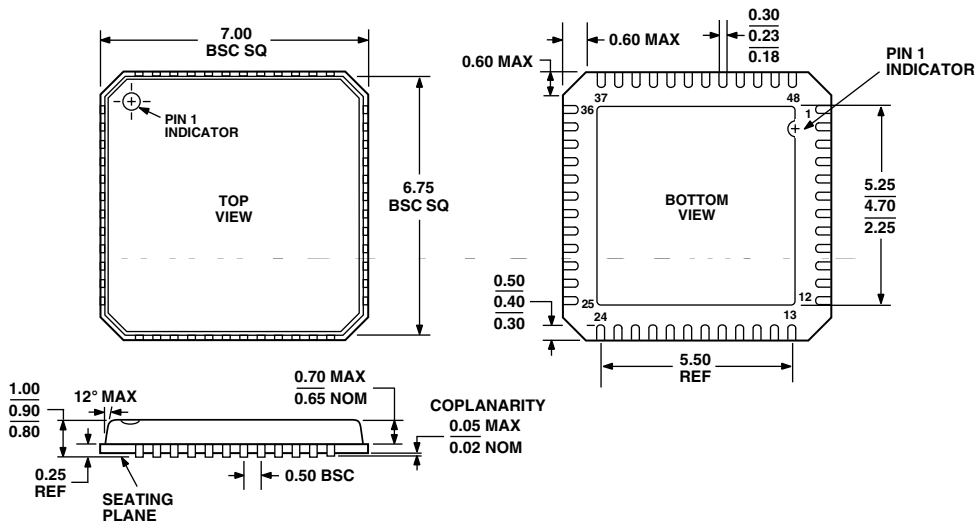 7.00
BSC SQ
PIN 1
INDICATOR
TOP
VIEW
6.75
BSC SQ
0.60 MAX
0.60 MAX
0.30
0.23
0.18
PIN 1
INDICATOR
37
48
36
1
BOTTOM
VIEW
5.25
4.70
2.25
25
12
24
13
0.50
0.40
0.30
5.50
REF
1.00
0.90
0.80
12° MAX
0.70 MAX
0.65 NOM
COPLANARITY
0.05 MAX
0.02 NOM
0.25
REF
SEATING
PLANE
0.50 BSC